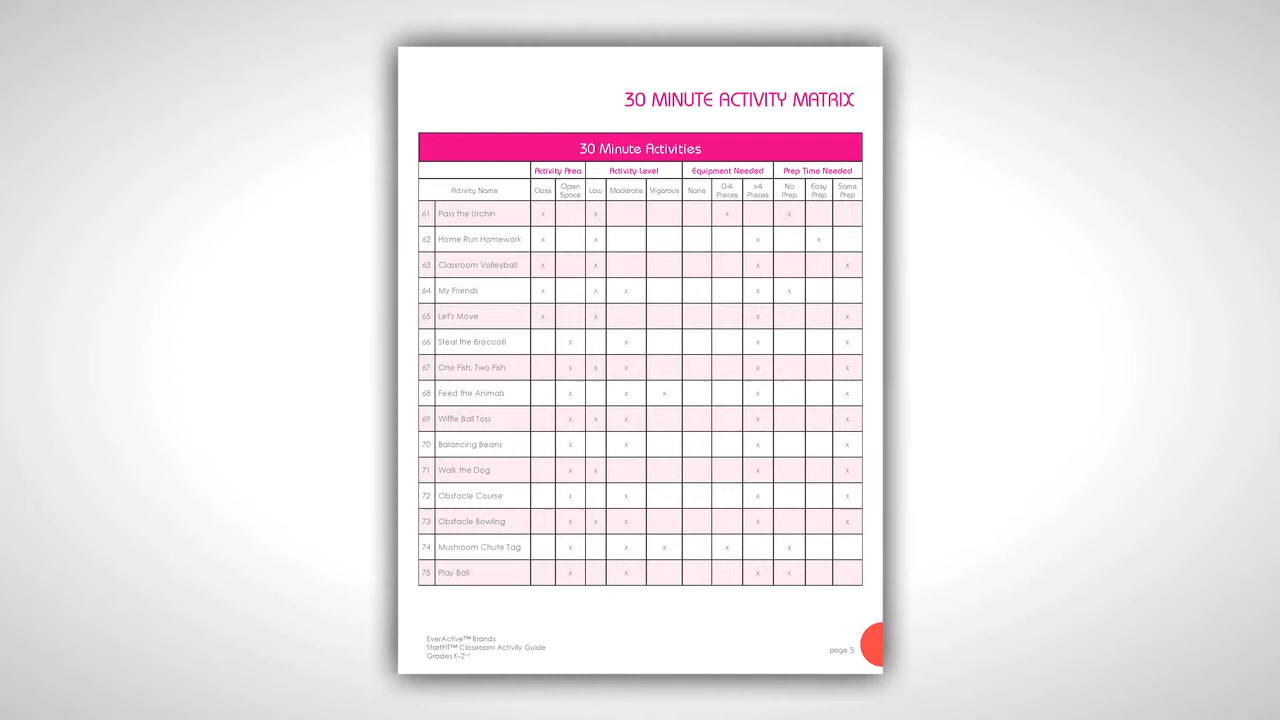 30 MINUTE ACTIVITY MATRIX
30 Minute Activities
Activity Area Activity Level Equipment Needed Prep Time Needed
Activity Name Class Open Space Low Moderate Vigorous None 0-4 Pieces >4 Pieces No Prep Easy Prep Some Prep
61 Pass the Urchin x x x x
62 Home Run Homework x x x x
63 Classroom Volleyball x x x x
64 My Friends x x x x x
65 Let's Move x x x x
66 Steal the Broccolli x x x x
67 One Fish, Two Fish x x x x x
68 Feed the Animals x x x x x
69 Wiffle Ball Toss x x x x x
70 Balancing Beans x x x x
71 Walk the Dog x x x x
72 Obstacle Course x x x x
73 Obstacle Bowling x x x x x
74 Mushroom Chute Tag x x x x x
75 Play Ball x x x x
EverActive™ Brands
StartFIT™ Classroom Activity Guide
Grades K-2nd
page 5